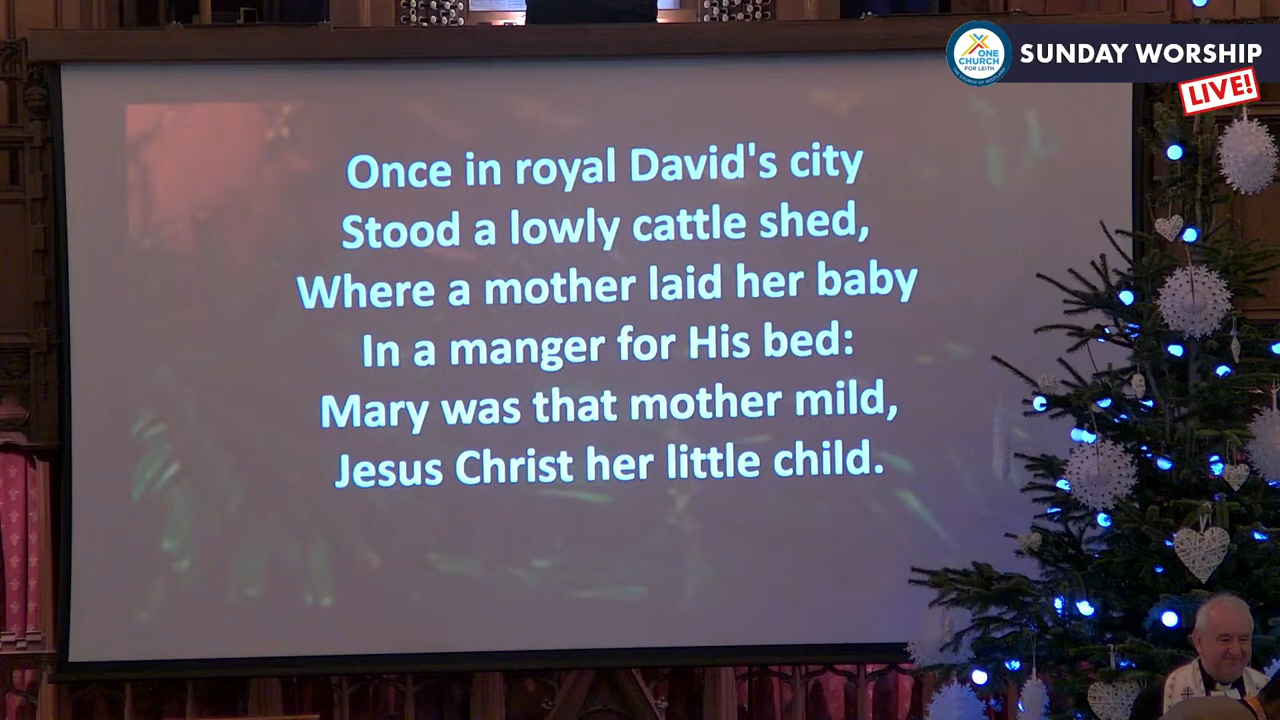 ONE
CHURCH
FOR LEITH
SUNDAY WORSHIP
LIVE!
Once in royal David's city
Stood a lowly cattle shed,
Where a mother laid her baby
In a manger for His bed:
Mary was that mother mild,
Jesus Christ her little child.